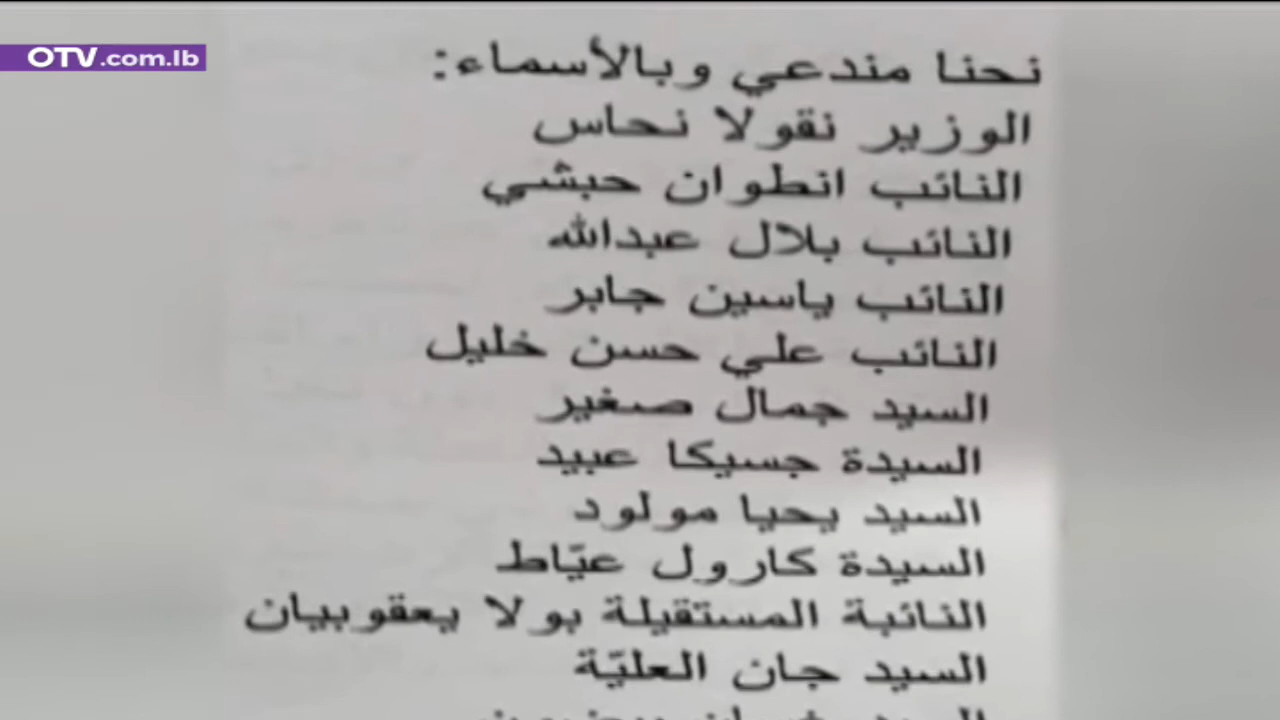 OTV.com.lb
نحنا مندعي وبالأسماء:
الوزير نقولا نحاس
النائب انطوان حبشي
النائب بلال عبدالله
النائب ياسين جابر
النائب علي حسن خليل
السيد جمال صغير
السيدة جسيكا عبيد
السيد يحيا مولود
السيدة كارول عيّاط
النائبة المستقيلة بولا يعقوبيان
السيد جان العليّة